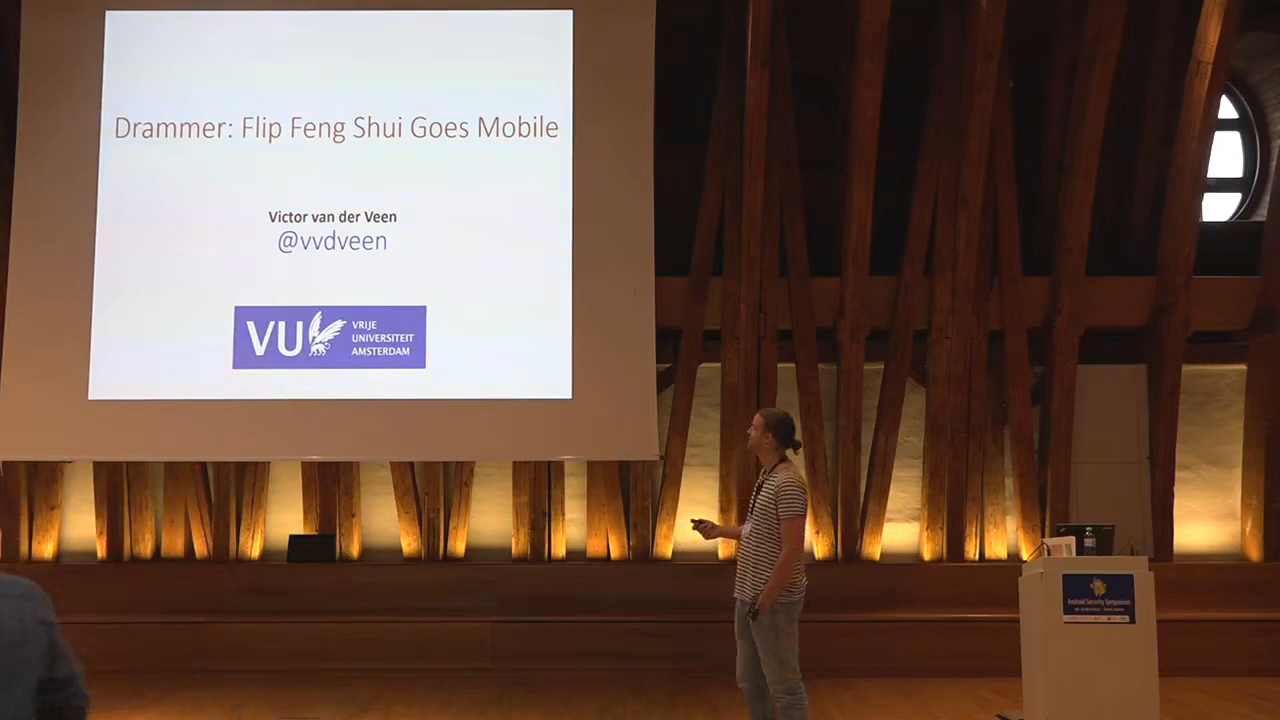 Drammer: Flip Feng Shui Goes Mobile
Victor van der Veen
@vvdveen
VU
VRIJE
UNIVERSITEIT
AMSTERDAM
Android Security Symposium